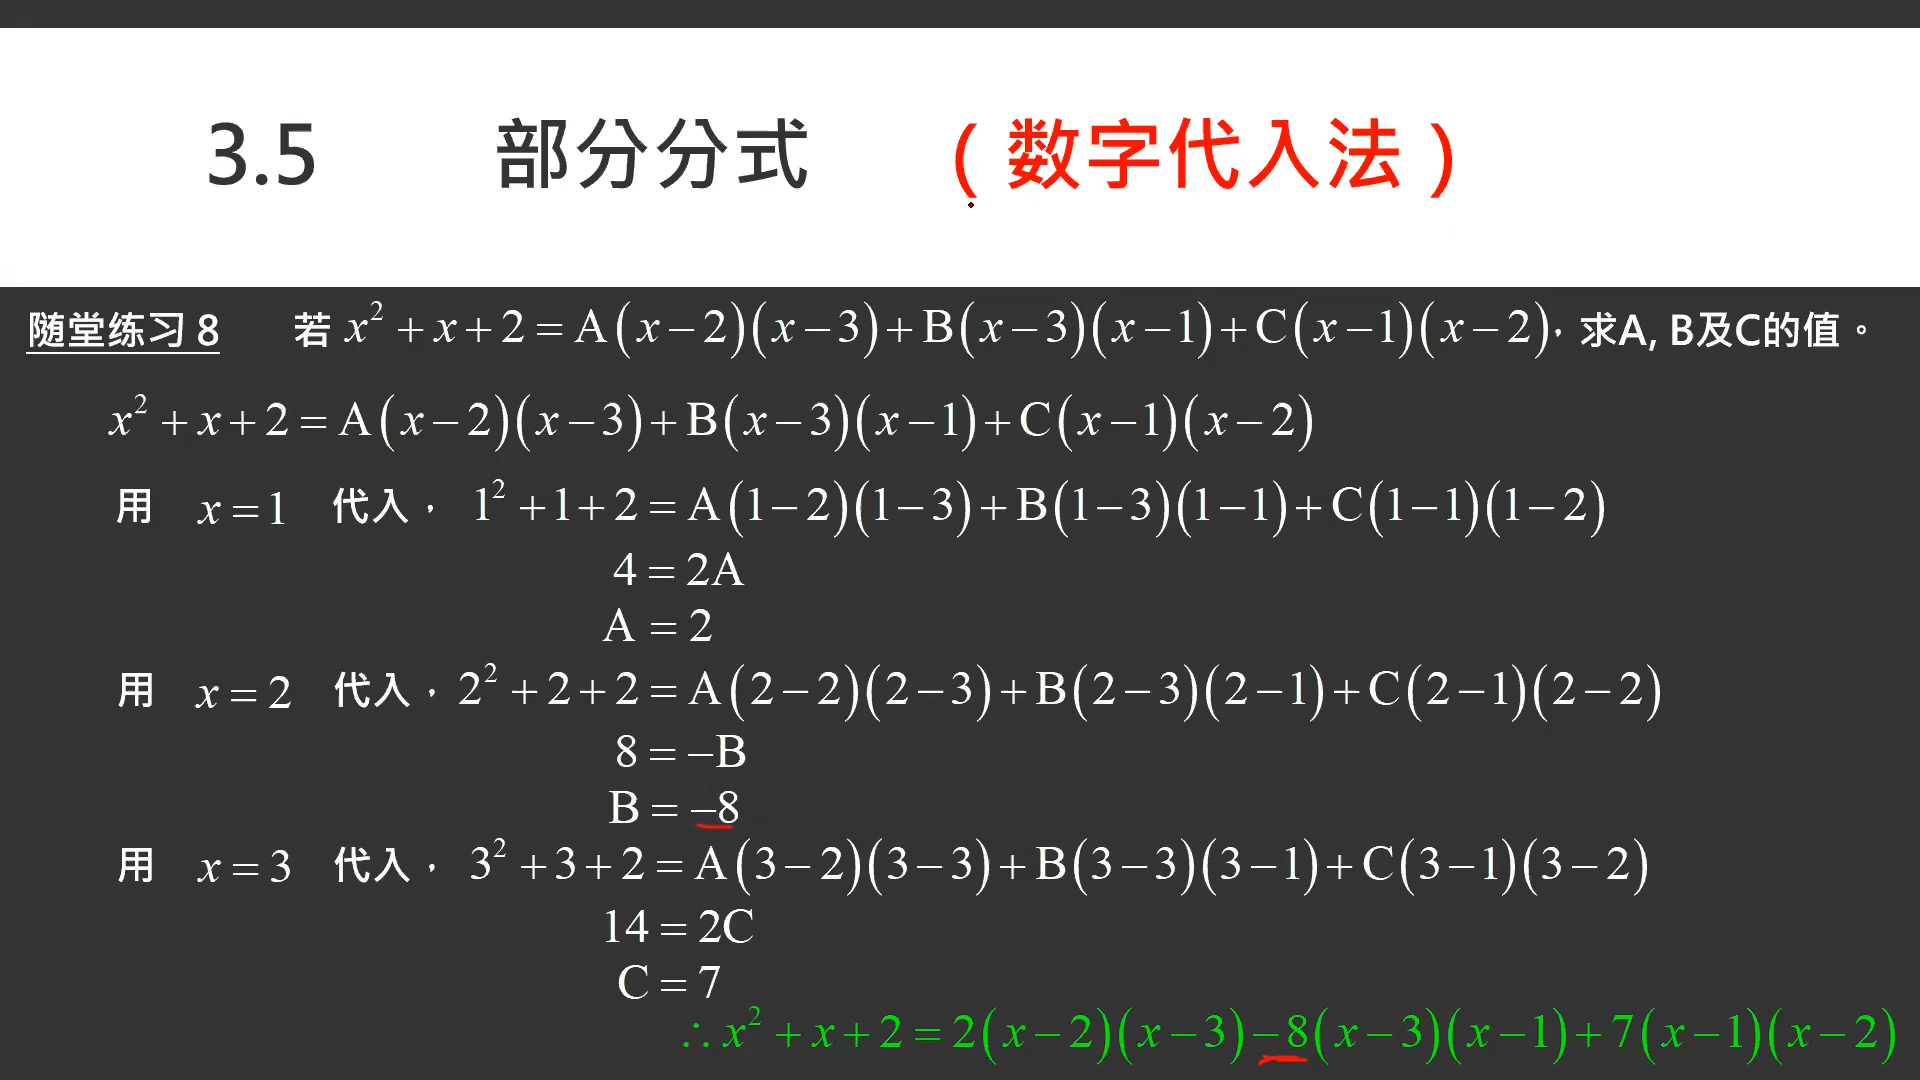 3.5 部分分式 (数字代入法)
随堂练习 8 若 x² + x + 2 = A(x − 2)(x − 3) + B(x − 3)(x − 1) + C(x − 1)(x − 2)，求A, B及C的值。
x² + x + 2 = A(x − 2)(x − 3) + B(x − 3)(x − 1) + C(x − 1)(x − 2)
用 x = 1 代入， 1² + 1 + 2 = A(1 − 2)(1 − 3) + B(1 − 3)(1 − 1) + C(1 − 1)(1 − 2)
4 = 2A
A = 2
用 x = 2 代入， 2² + 2 + 2 = A(2 − 2)(2 − 3) + B(2 − 3)(2 − 1) + C(2 − 1)(2 − 2)
8 = −B
B = −8
用 x = 3 代入， 3² + 3 + 2 = A(3 − 2)(3 − 3) + B(3 − 3)(3 − 1) + C(3 − 1)(3 − 2)
14 = 2C
C = 7
∴ x² + x + 2 = 2(x − 2)(x − 3) − 8(x − 3)(x − 1) + 7(x − 1)(x − 2)